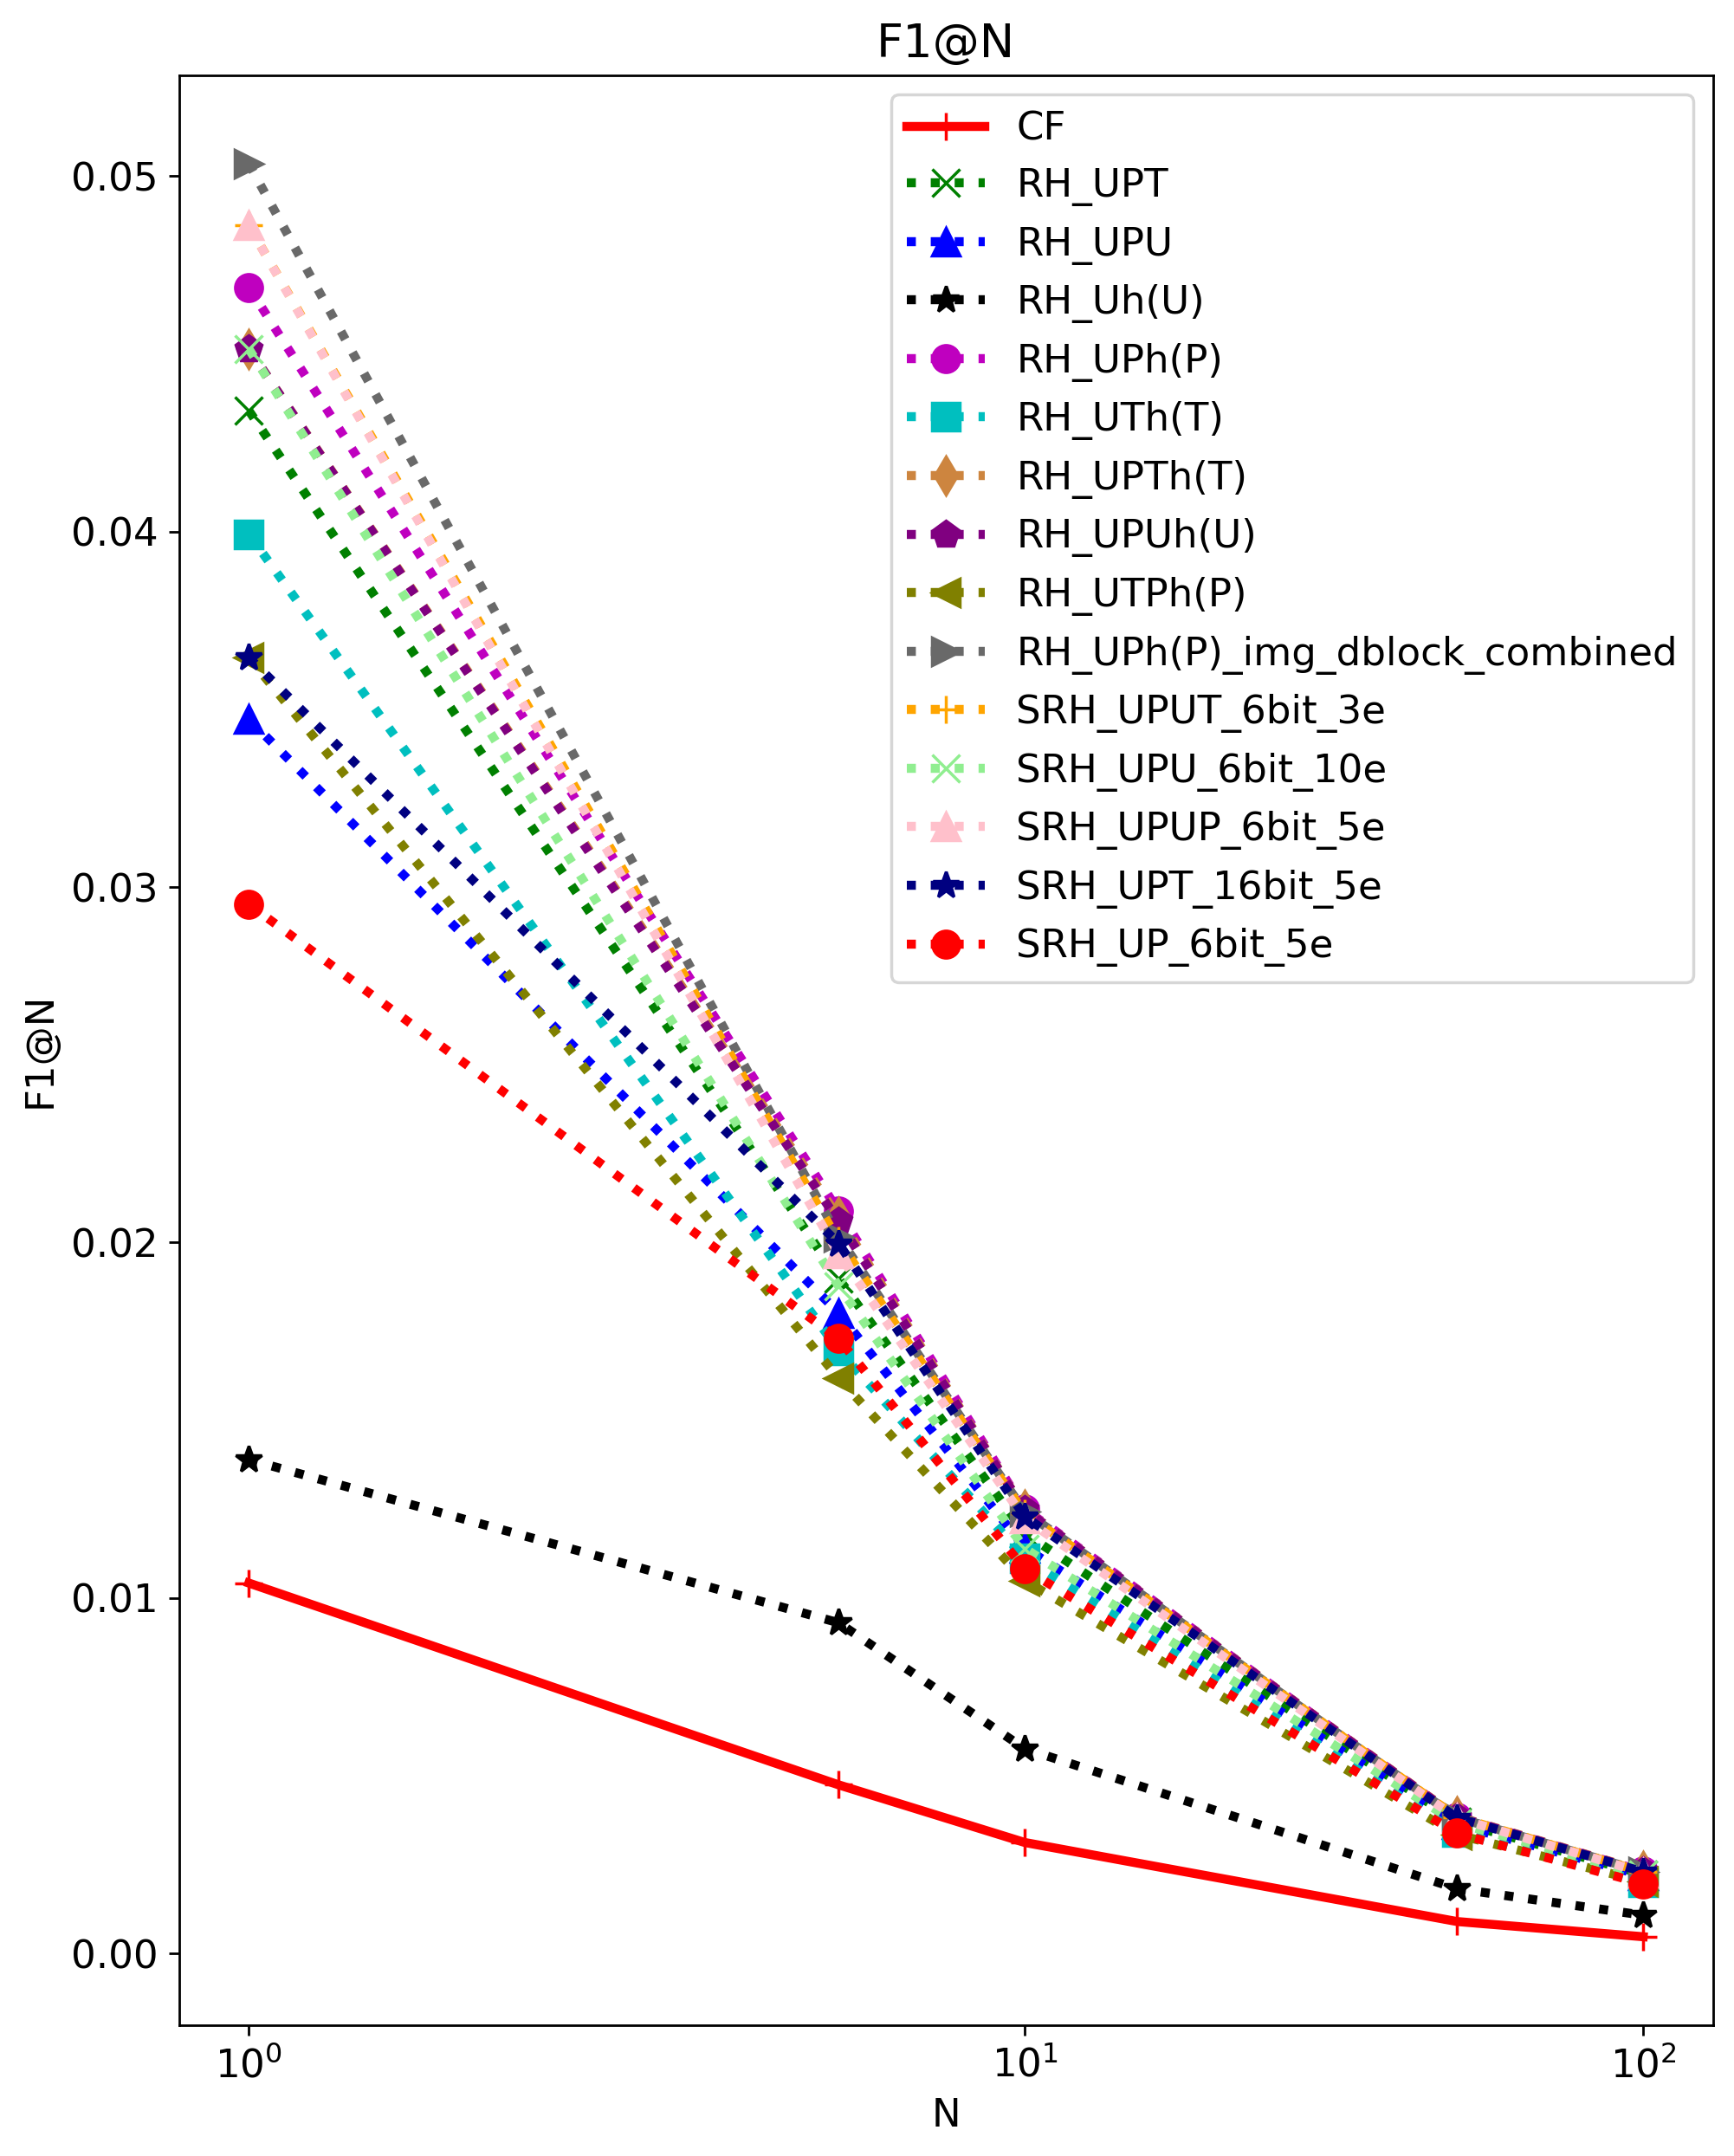 F1@N
0.05
0.04
0.03
0.02
0.01
0.00
F1@N
10⁰
10¹
10²
N
CF
RH_UPT
RH_UPU
RH_Uh(U)
RH_UPh(P)
RH_UTh(T)
RH_UPTh(T)
RH_UPUh(U)
RH_UTPh(P)
RH_UPh(P)_img_dblock_combined
SRH_UPUT_6bit_3e
SRH_UPU_6bit_10e
SRH_UPUP_6bit_5e
SRH_UPT_16bit_5e
SRH_UP_6bit_5e